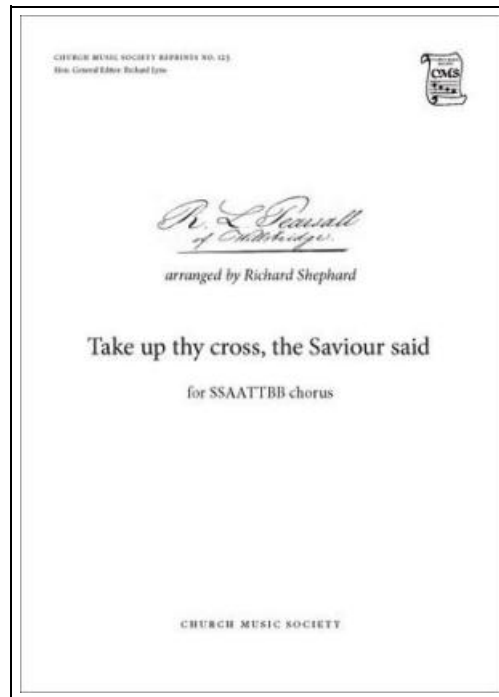 CHURCH MUSIC SOCIETY REPRINTS NO. 123
Hon. General Editor: Richard Lyne
CMS
R. L. Pearsall
of Willsbridge.
arranged by Richard Shephard
Take up thy cross, the Saviour said
for SSAATTBB chorus
CHURCH MUSIC SOCIETY